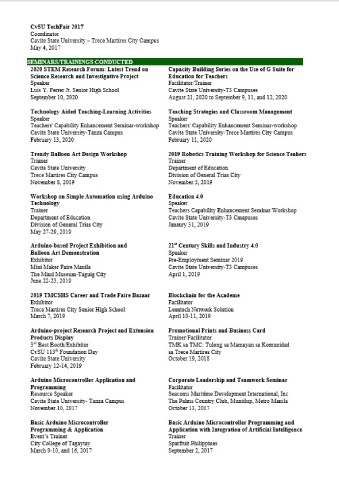 CvSU TechFair 2017
Coordinator
Cavite State University – Trece Martires City Campus
May 4, 2017
SEMINARS/TRAININGS CONDUCTED
2020 STEM Research Forum: Latest Trend on
Science Research and Investigative Project
Speaker
Luis Y. Ferrer Jr. Senior High School
September 10, 2020
Capacity Building Series on the Use of G Suite for
Education for Teachers
Facilitator/Trainer
Cavite State University-T3 Campuses
August 21, 2020 to September 9, 11, and 12, 2020
Technology Aided Teaching-Learning Activities
Speaker
Teachers' Capability Enhancement Seminar-workshop
Cavite State University-Tanza Campus
February 13, 2020
Teaching Strategies and Classroom Management
Speaker
Teachers' Capability Enhancement Seminar-workshop
Cavite State University-Trece Martires City Campus
February 11, 2020
Trendy Balloon Art Design Workshop
Trainer
Cavite State University
Trece Martires City Campus
November 8, 2019
2019 Robotics Training Workshop for Science Teachers
Trainer
Department of Education
Division of General Trias City
November 5, 2019
Workshop on Simple Automation using Arduino
Technology
Trainer
Department of Education
Division of General Trias City
May 27-29, 2019
Education 4.0
Speaker
Teachers Capability Enhancement Seminar Workshop
Cavite State University-T3 Campuses
January 31, 2019
Arduino-based Project Exhibition and
Balloon Art Demonstration
Exhibitor
Mini Maker Faire Manila
The Mind Museum-Taguig City
June 22-23, 2019
21st Century Skills and Industry 4.0
Speaker
Pre-Employment Seminar 2019
Cavite State University-T3 Campuses
April 1, 2019
2019 TMCSHS Career and Trade Faire Bazaar
Exhibitor
Trece Martires City Senior High School
March 7, 2019
Blockchain for the Academe
Facilitator
Loentech Network Solution
April 10-11, 2019
Arduino-project Research Project and Extension
Products Display
3rd Best Booth/Exhibitor
CvSU 113th Foundation Day
Cavite State University
February 12-14, 2019
Promotional Prints and Business Card
Trainer/Facilitator
TMK sa TMC: Tulong sa Mamayan sa Komunidad
sa Trece Martires City
October 19, 2018
Arduino Microcontroller Application and
Programming
Resource Speaker
Cavite State University- Tanza Campus
November 10, 2017
Corporate Leadership and Teamwork Seminar
Facilitator
Seacoms Maritime Development International, Inc
The Palms Country Club, Muntilup, Metro Manila
October 13, 2017
Basic Arduino Microcontroller
Programming & Application
Event's Trainer
City College of Tagaytay
March 9-10, and 16, 2017
Basic Arduino Microcontroller Programming and
Application with Integration of Artificial Intelligence
Trainer
Sparfruit Philippines
September 2, 2017